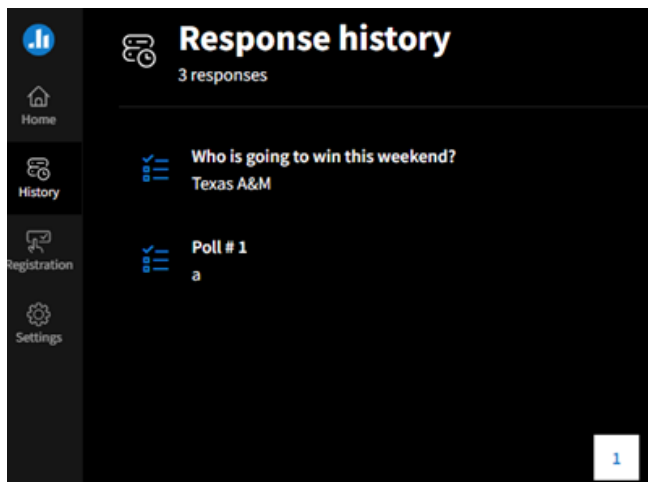 Response history
3 responses
Home
History
Registration
Settings
Who is going to win this weekend?
Texas A&M
Poll # 1
a
1